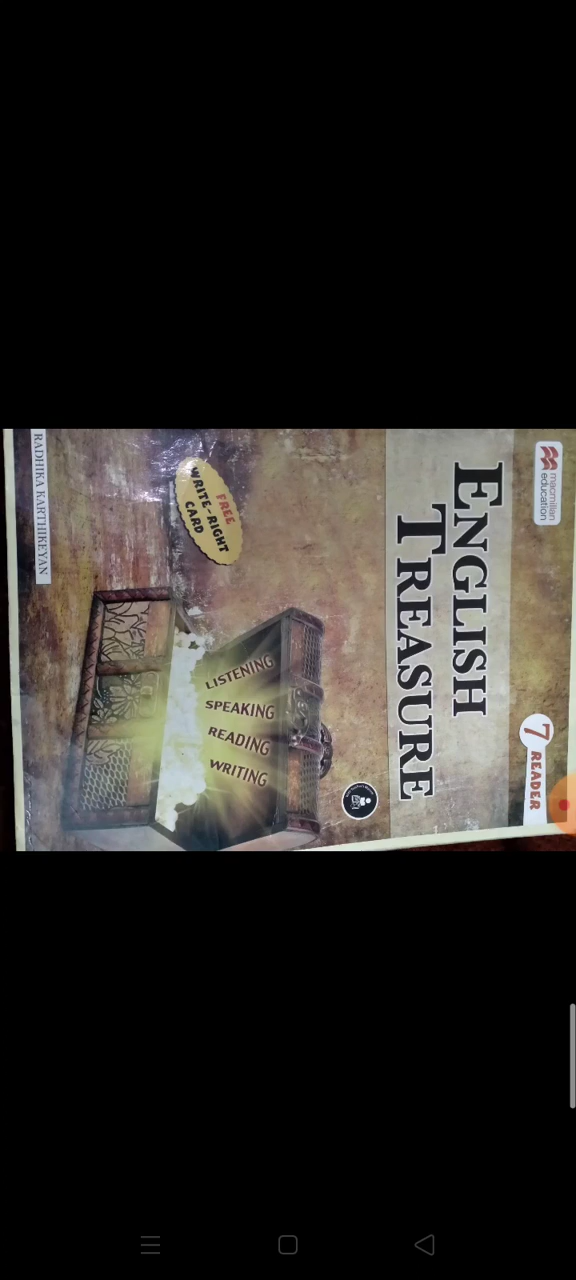 macmillan
education
7 READER
ENGLISH
TREASURE
FREE
WRITE-RIGHT
CARD
LISTENING
SPEAKING
READING
WRITING
RADHIKA KARTHIKEYAN